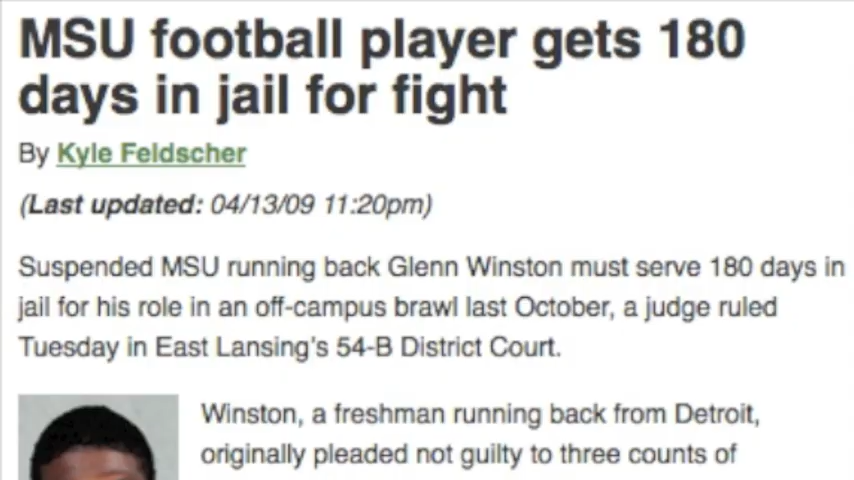 MSU football player gets 180
days in jail for fight
By Kyle Feldscher
(Last updated: 04/13/09 11:20pm)
Suspended MSU running back Glenn Winston must serve 180 days in
jail for his role in an off-campus brawl last October, a judge ruled
Tuesday in East Lansing's 54-B District Court.
Winston, a freshman running back from Detroit,
originally pleaded not guilty to three counts of